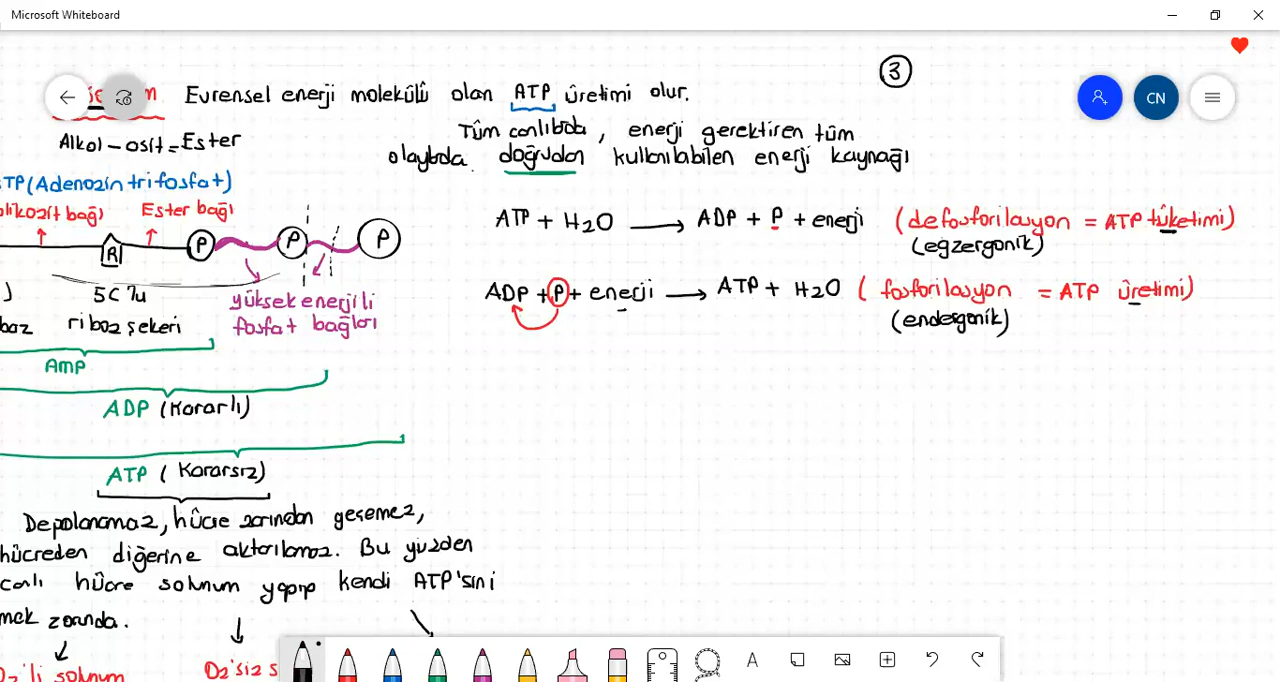 Microsoft Whiteboard
3
CN
Evrensel enerji molekülü olan ATP üretimi olur.
Tüm canlılarda, enerji gerektiren tüm
olaylarda doğrudan kullanılabilen enerji kaynağı
Alkol - asit = Ester
TP (Adenozin trifosfat)
likozit bağı Ester bağı
R P P P
5C'lu
riboz şekeri
yüksek enerjili
fosfat bağları
AMP
ADP (Kararlı)
ATP (Kararsız)
Depolanamaz, hücre zarından geçemez,
hücreden diğerine aktarılamaz. Bu yüzden
canlı hücre solunum yapıp kendi ATP'sini
mek zorunda.
O2'li solunum O2'siz s
ATP + H2O → ADP + P + enerji (defosforilasyon = ATP tüketimi)
(egzergonik)
ADP + P + enerji → ATP + H2O (fosforilasyon = ATP üretimi)
(endergonik)
A